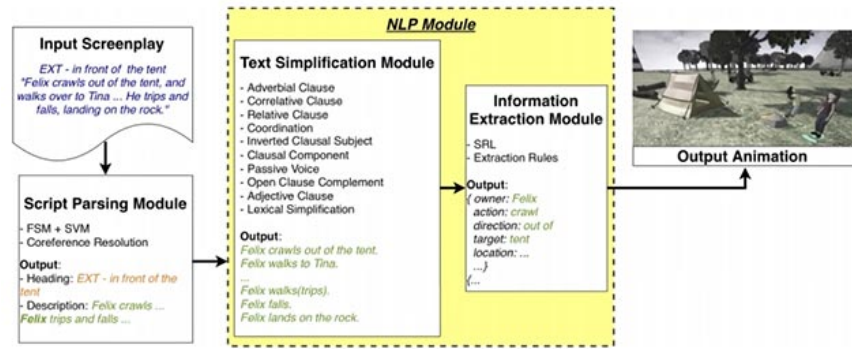 Input Screenplay
EXT - in front of the tent
"Felix crawls out of the tent, and
walks over to Tina ... He trips and
falls, landing on the rock."
Script Parsing Module
- FSM + SVM
- Coreference Resolution
Output:
- Heading: EXT - in front of the
tent
- Description: Felix crawls ...
Felix trips and falls ...
NLP Module
Text Simplification Module
- Adverbial Clause
- Correlative Clause
- Relative Clause
- Coordination
- Inverted Clausal Subject
- Clausal Component
- Passive Voice
- Open Clause Complement
- Adjective Clause
- Lexical Simplification
Output:
Felix crawls out of the tent.
Felix walks to Tina.
...
Felix walks(trips).
Felix falls.
Felix lands on the rock.
Information
Extraction Module
- SRL
- Extraction Rules
Output:
{ owner: Felix
action: crawl
direction: out of
target: tent
location: ...
...}
{...
Output Animation